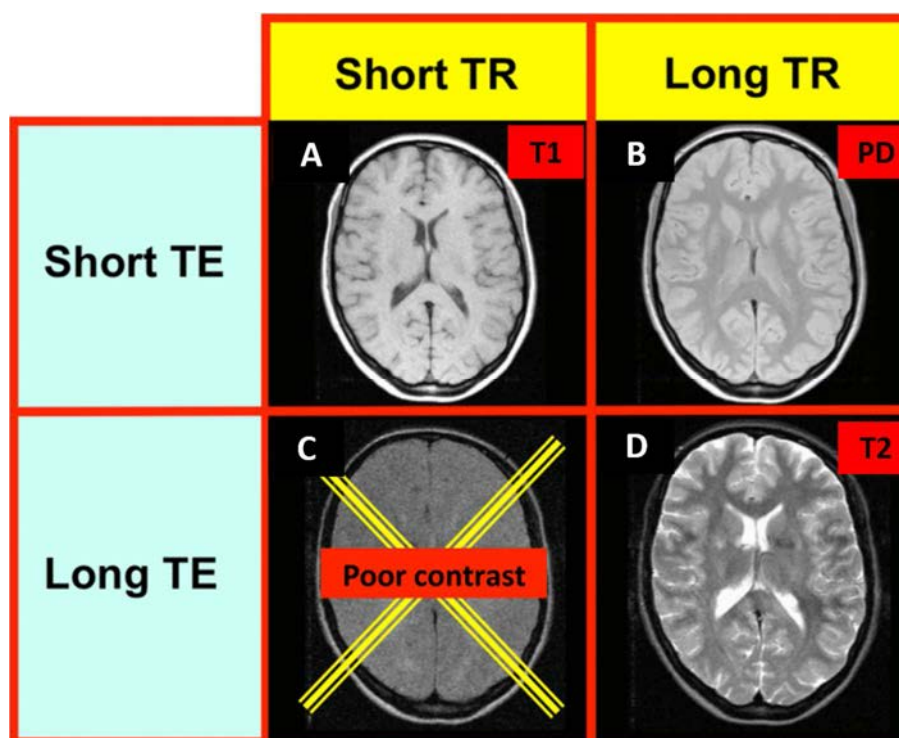 Short TR
Long TR
Short TE
A
T1
B
PD
Long TE
C
Poor contrast
D
T2